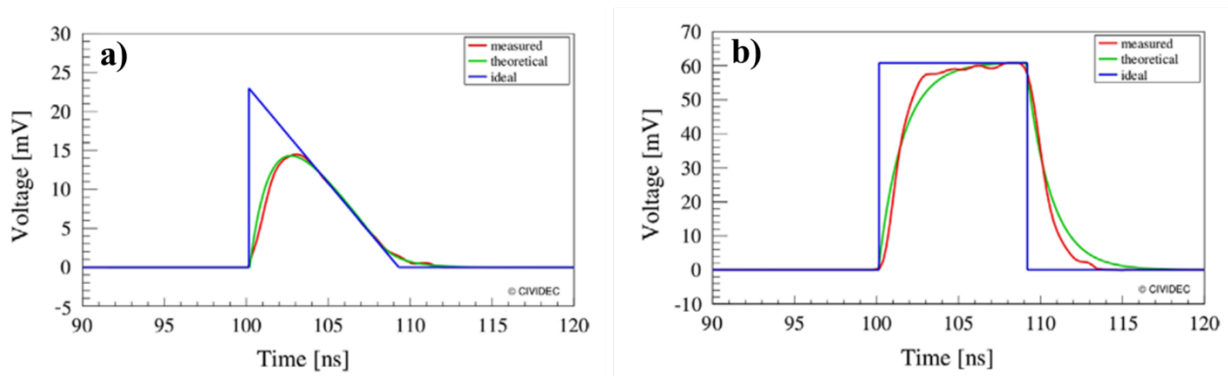 a)
measured
theoretical
ideal
30
25
20
15
10
5
0
-5
Voltage [mV]
© CIVIDEC
90 95 100 105 110 115 120
Time [ns]
b)
measured
theoretical
ideal
70
60
50
40
30
20
10
0
-10
Voltage [mV]
© CIVIDEC
90 95 100 105 110 115 120
Time [ns]